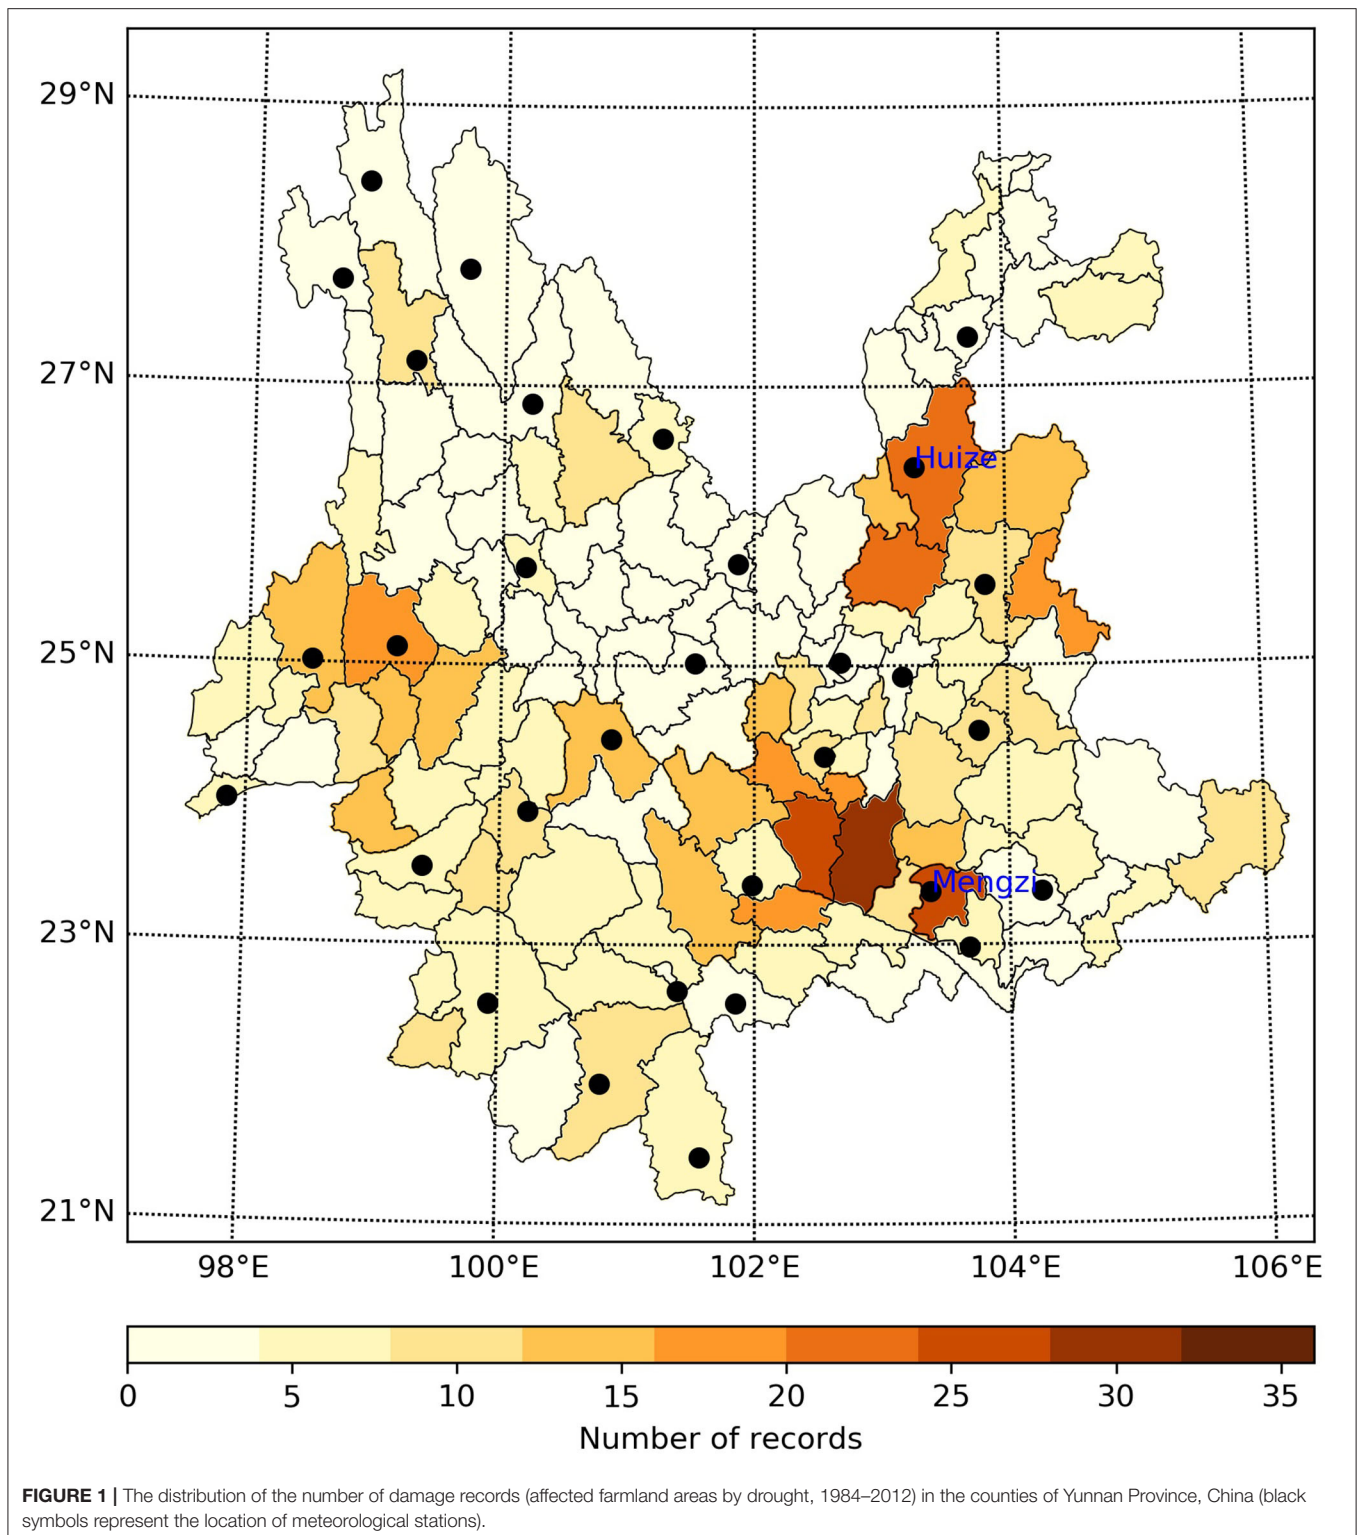 29°N
27°N
25°N
23°N
21°N
Huize
Mengzi
98°E 100°E 102°E 104°E 106°E
0 5 10 15 20 25 30 35
Number of records
FIGURE 1 | The distribution of the number of damage records (affected farmland areas by drought, 1984–2012) in the counties of Yunnan Province, China (black
symbols represent the location of meteorological stations).